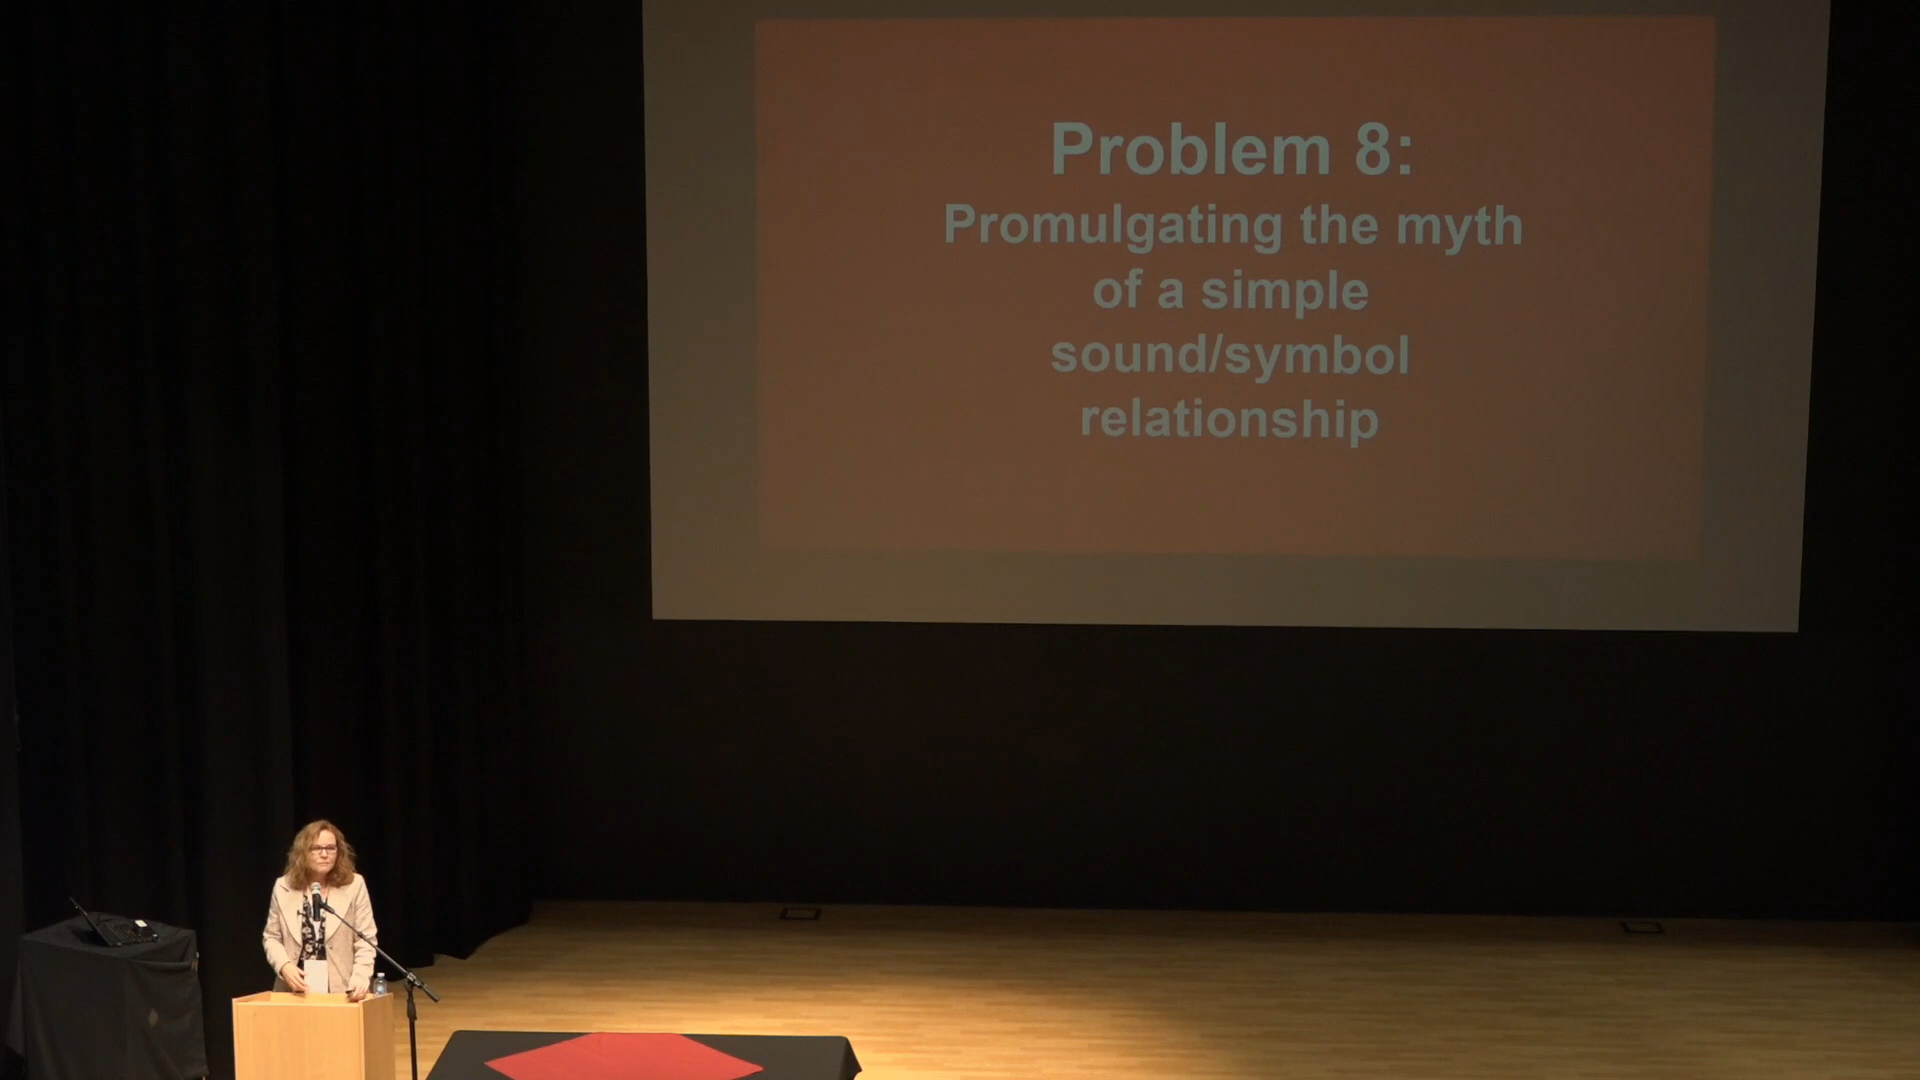 Problem 8:
Promulgating the myth
of a simple
sound/symbol
relationship